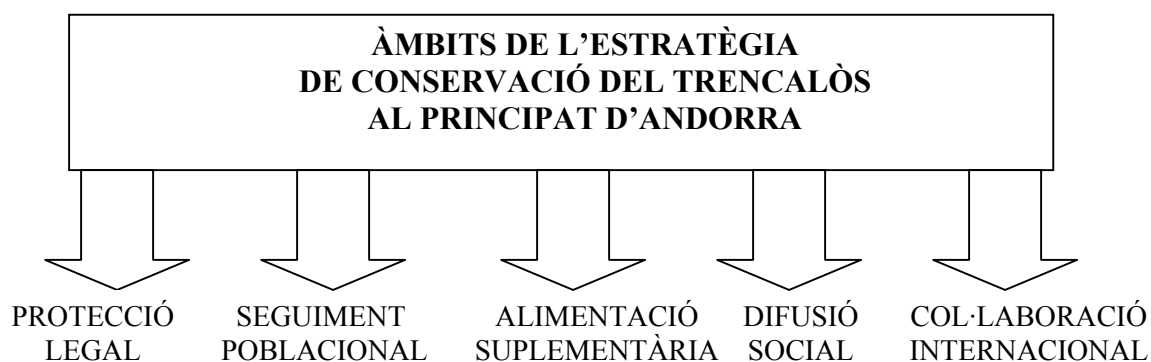 ÀMBITS DE L’ESTRATÈGIA
DE CONSERVACIÓ DEL TRENCALÒS
AL PRINCIPAT D’ANDORRA
PROTECCIÓ
LEGAL
SEGUIMENT
POBLACIONAL
ALIMENTACIÓ
SUPLEMENTÀRIA
DIFUSIÓ
SOCIAL
COL·LABORACIÓ
INTERNACIONAL